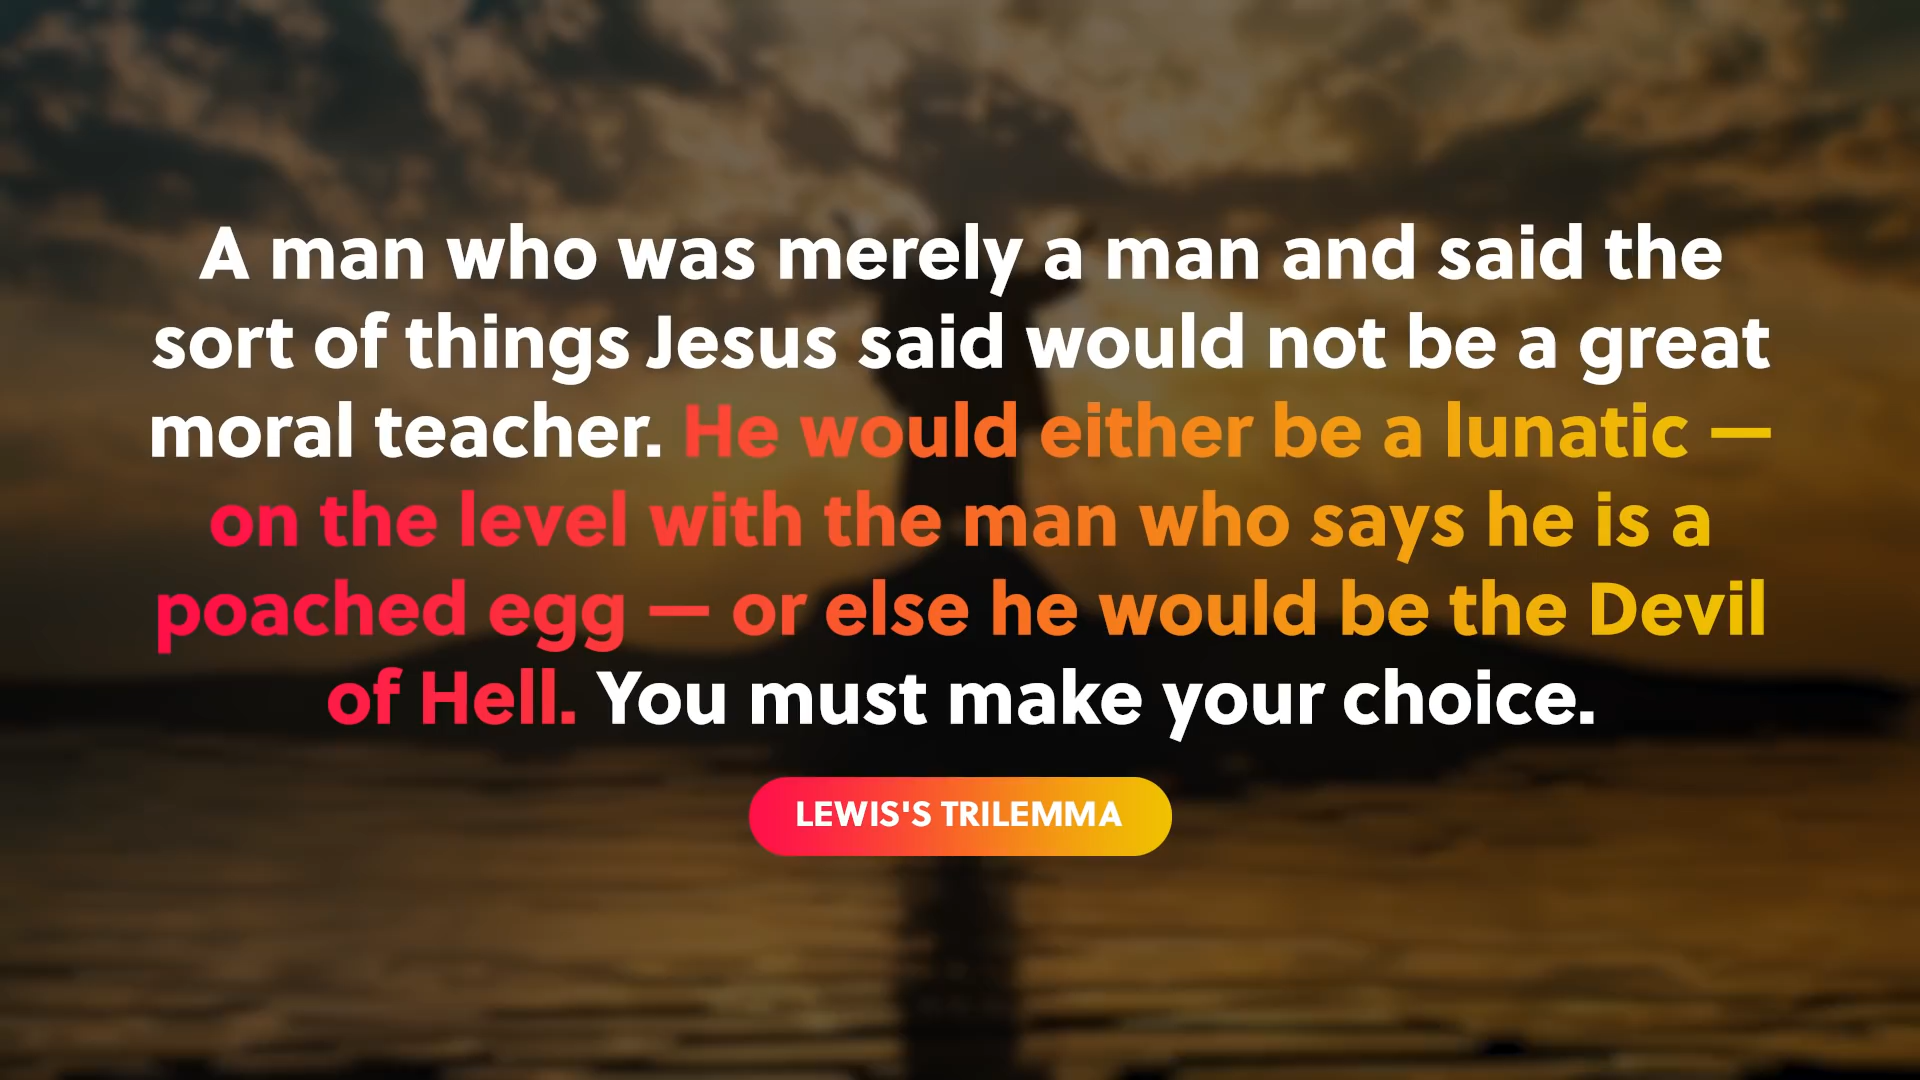 A man who was merely a man and said the
sort of things Jesus said would not be a great
moral teacher. He would either be a lunatic —
on the level with the man who says he is a
poached egg — or else he would be the Devil
of Hell. You must make your choice.
LEWIS'S TRILEMMA